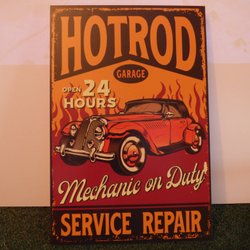 HOTROD
GARAGE
OPEN 24
HOURS
Mechanic on Duty
SERVICE REPAIR